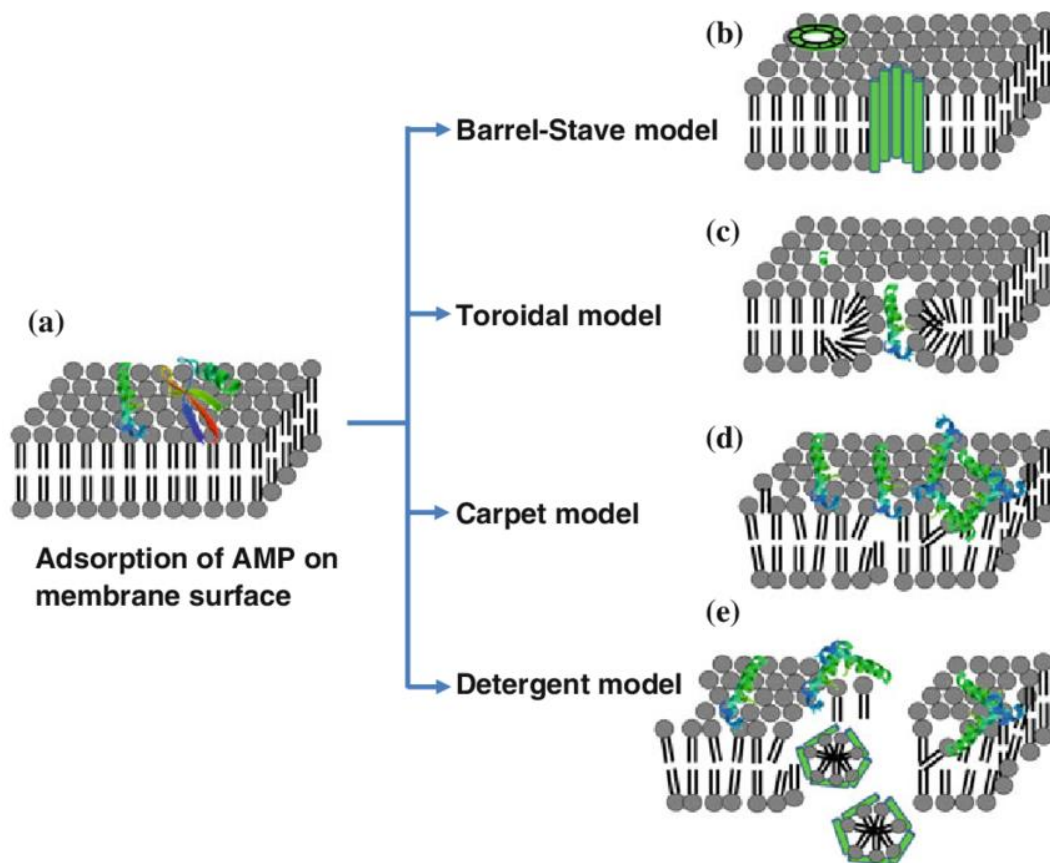 (b)
Barrel-Stave model
(c)
Toroidal model
(a)
(d)
Carpet model
Adsorption of AMP on
membrane surface
(e)
Detergent model